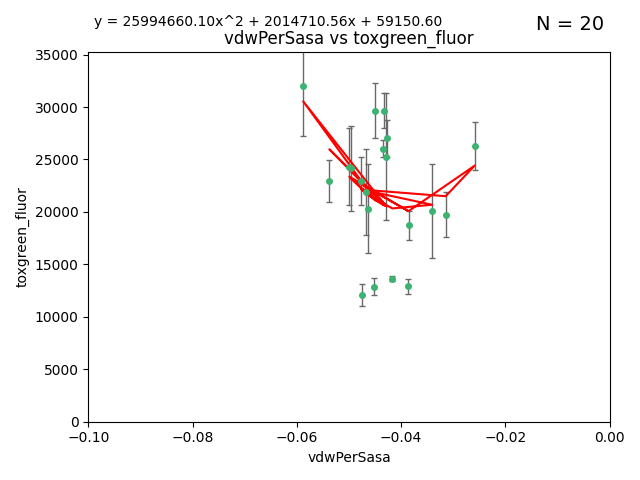 y = 25994660.10x^2 + 2014710.56x + 59150.60
N = 20
vdwPerSasa vs toxgreen_fluor
35000
30000
25000
20000
15000
10000
5000
0
toxgreen_fluor
−0.10 −0.08 −0.06 −0.04 −0.02 0.00
vdwPerSasa